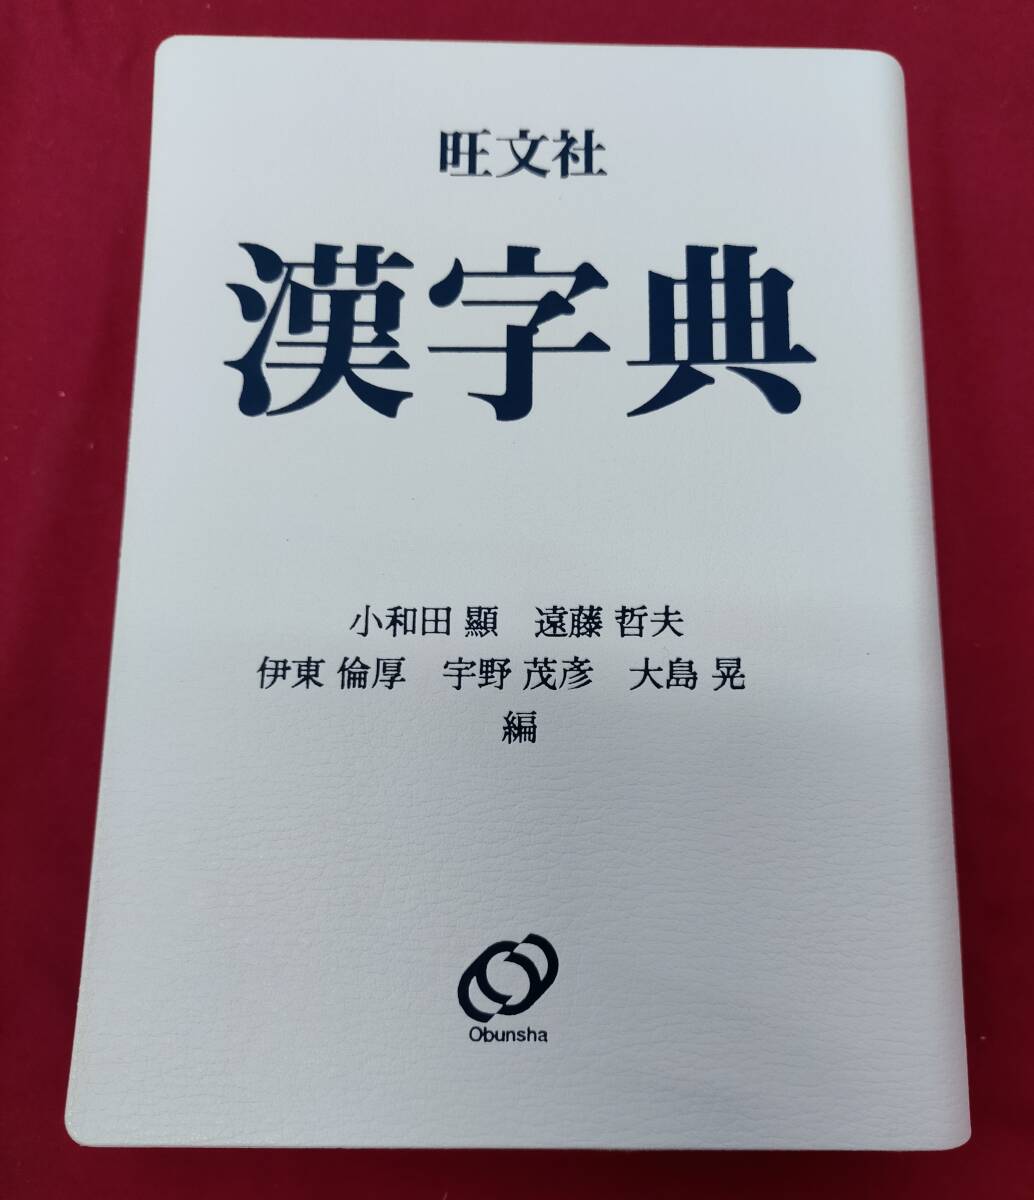 旺文社
漢字典
小和田 顯 遠藤 哲夫
伊東 倫厚 宇野 茂彦 大島 晃
編
Obunsha